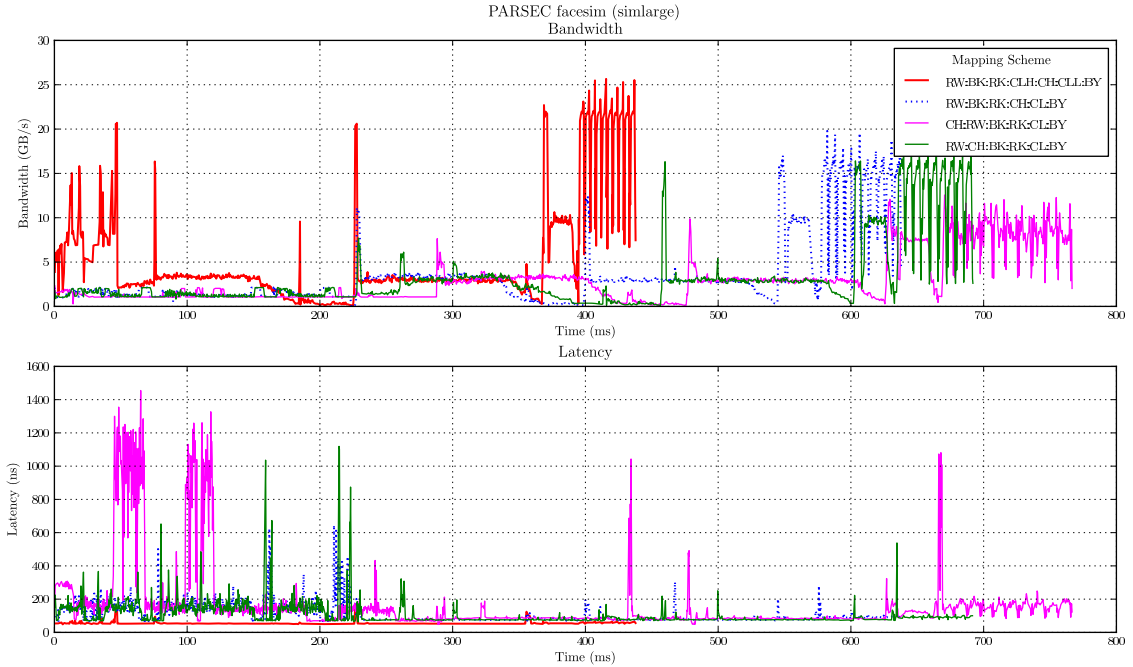 PARSEC facesim (simlarge)
Bandwidth
30
25
20
15
10
5
0
Bandwidth (GB/s)
0 100 200 300 400 500 600 700 800
Time (ms)
Mapping Scheme
RW:BK:RK:CLH:CH:CLL:BY
RW:BK:RK:CH:CL:BY
CH:RW:BK:RK:CL:BY
RW:CH:BK:RK:CL:BY
Latency
1600
1400
1200
1000
800
600
400
200
0
Latency (ns)
0 100 200 300 400 500 600 700 800
Time (ms)